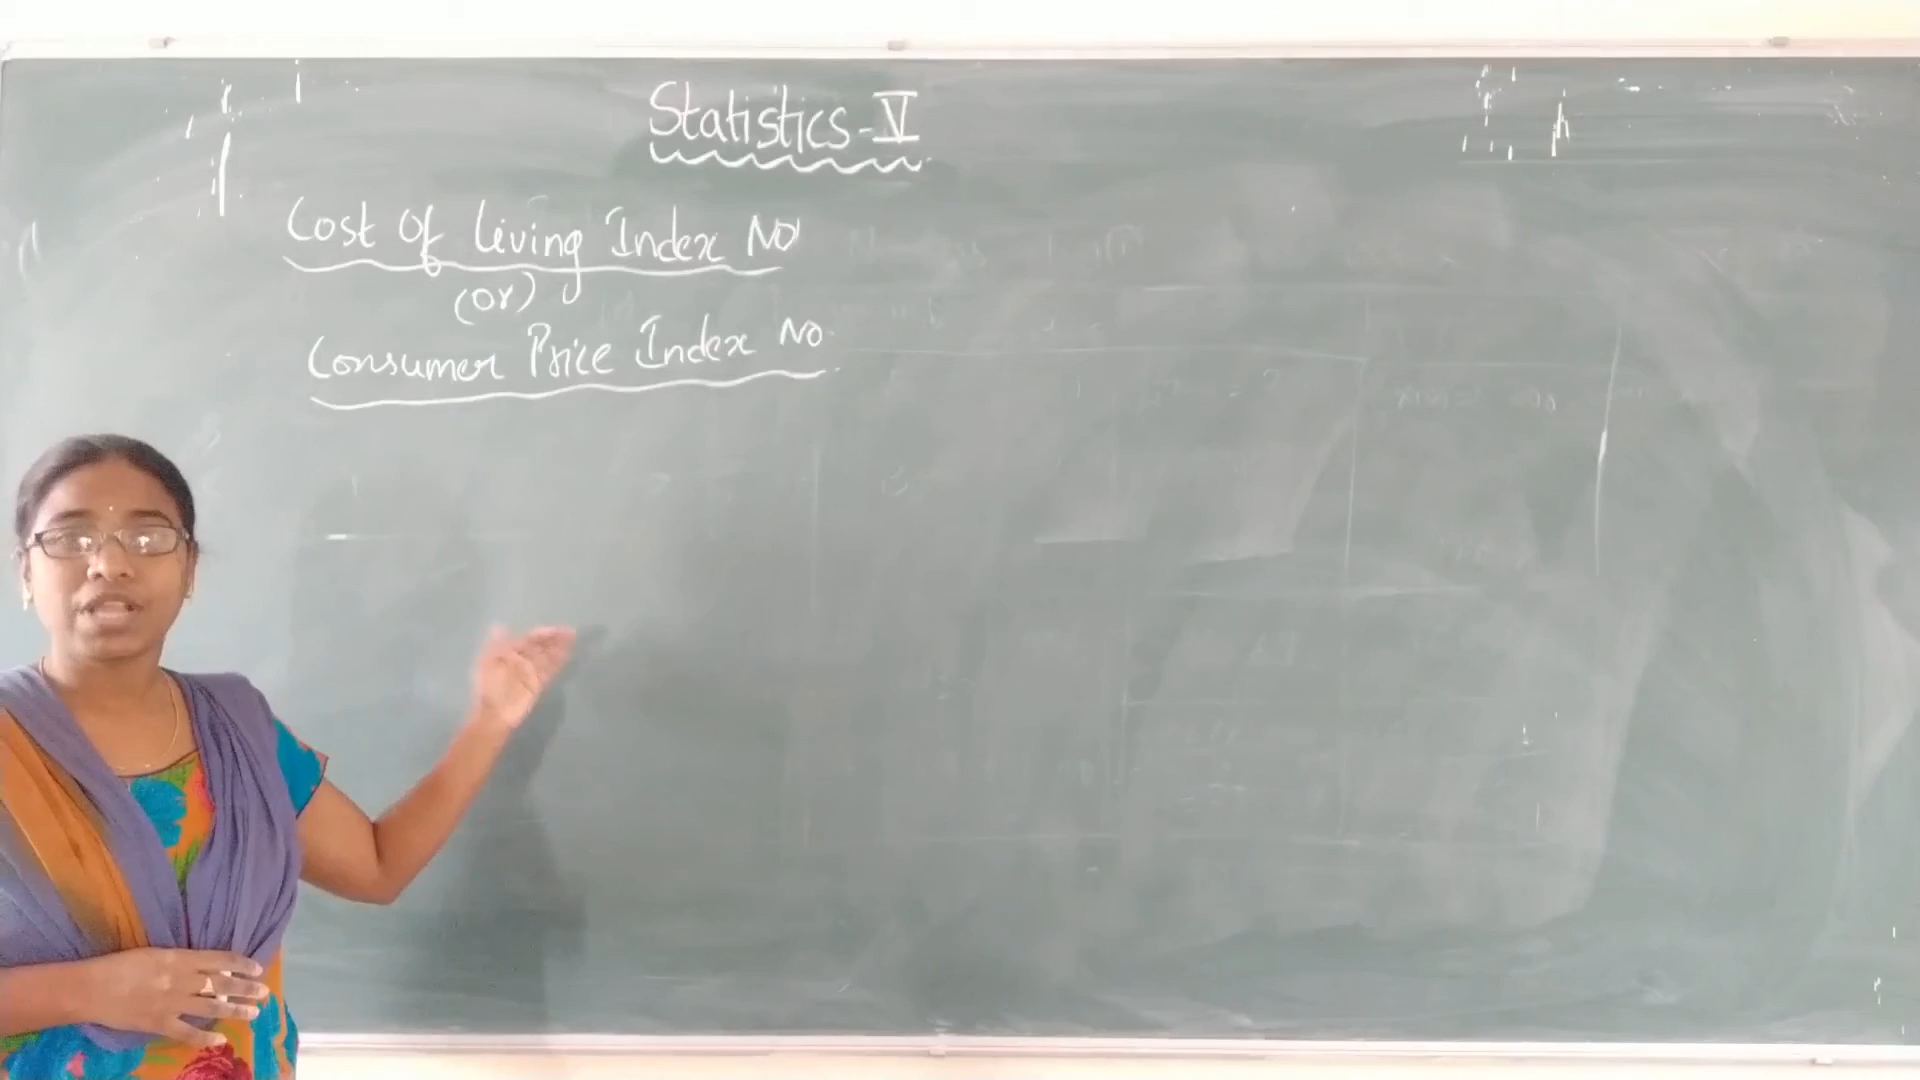 Statistics-V
Cost Of Living Index No
(or)
Consumer Price Index No.